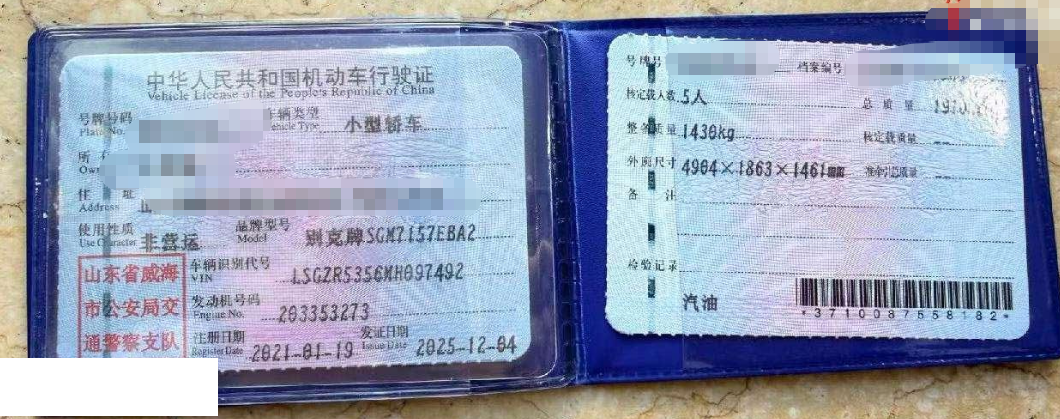 中华人民共和国机动车行驶证
Vehicle License of the People's Republic of China
号牌号码
Plate No.
车辆类型
Vehicle Type
小型轿车
所
住 址
Address
使用性质
Use Character
非营运
品牌型号
Model
别克牌SGM7157EBA2
山东省威海
市公安局交
通警察支队
车辆识别代号
VIN
LSGZR535GMH097492
发动机号码
Engine No.
203353273
注册日期
Register Date
2021-01-19
发证日期
Issue Date
2025-12-04
号牌号
档案编号
核定载人数
5人
总 质 量
整备质量
1430kg
核定载质量
--
外廓尺寸
4904×1863×1461mm
准牵引总质量
--
备 注
检验记录
汽油
*3710087658182*